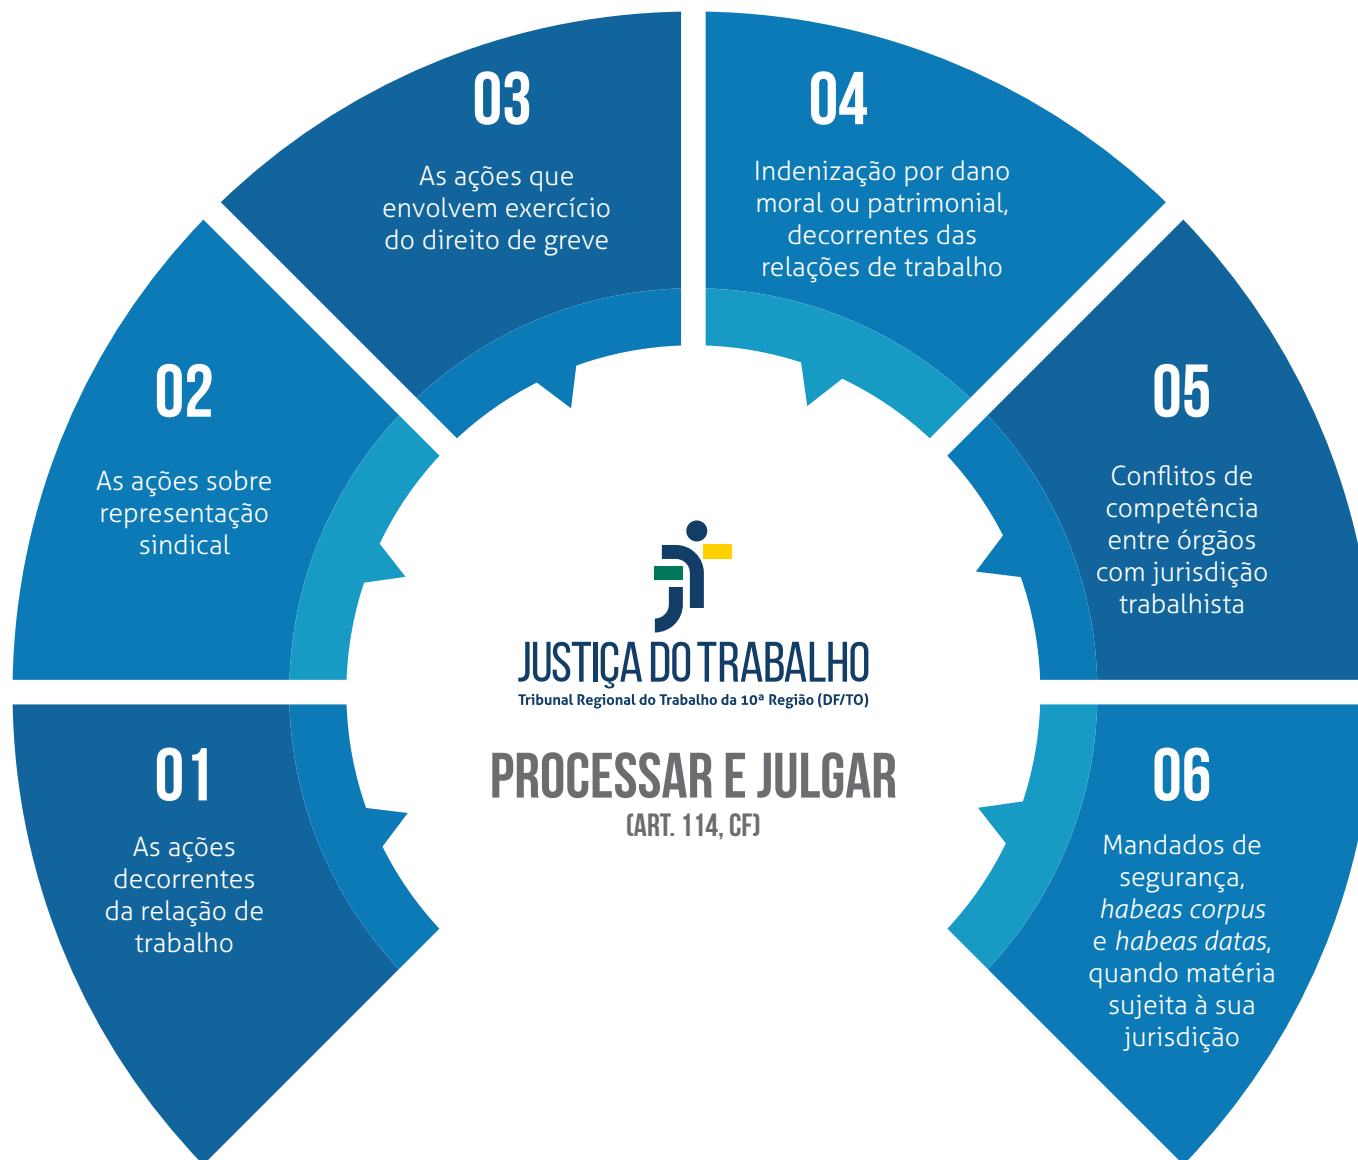 01
As ações
decorrentes
da relação de
trabalho
02
As ações sobre
representação
sindical
03
As ações que
envolvem exercício
do direito de greve
04
Indenização por dano
moral ou patrimonial,
decorrentes das
relações de trabalho
05
Conflitos de
competência
entre órgãos
com jurisdição
trabalhista
06
Mandados de
segurança,
habeas corpus
e habeas datas,
quando matéria
sujeita à sua
jurisdição
JUSTIÇA DO TRABALHO
Tribunal Regional do Trabalho da 10ª Região (DF/TO)
PROCESSAR E JULGAR
(ART. 114, CF)